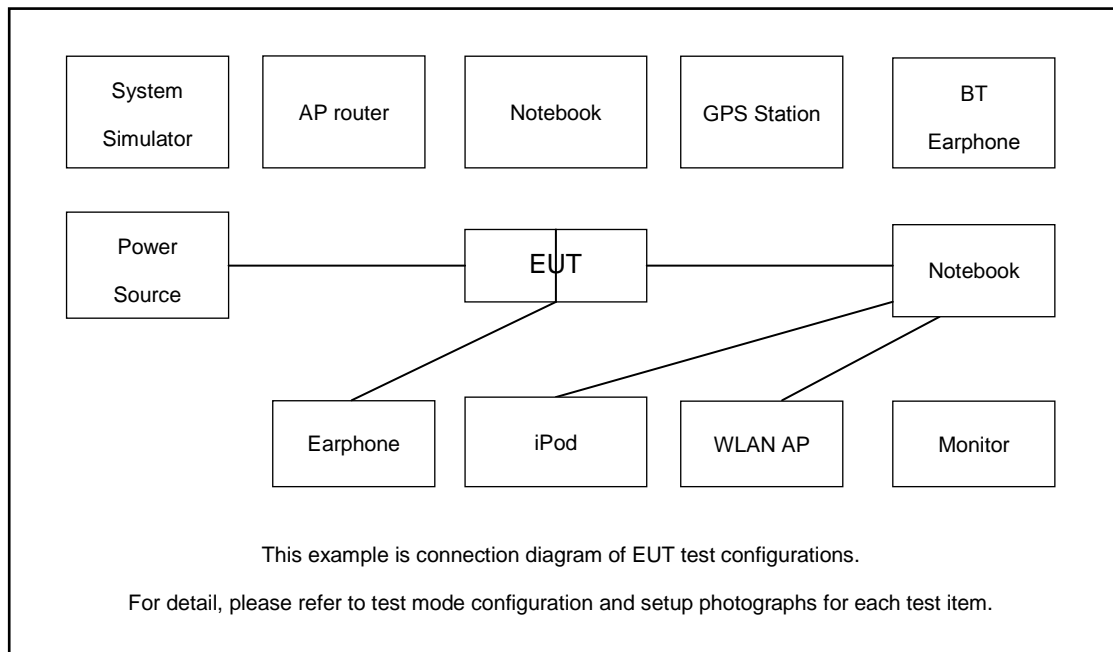 System
Simulator
AP router
Notebook
GPS Station
BT
Earphone
Power
Source
EUT
Notebook
Earphone
iPod
WLAN AP
Monitor
This example is connection diagram of EUT test configurations.
For detail, please refer to test mode configuration and setup photographs for each test item.